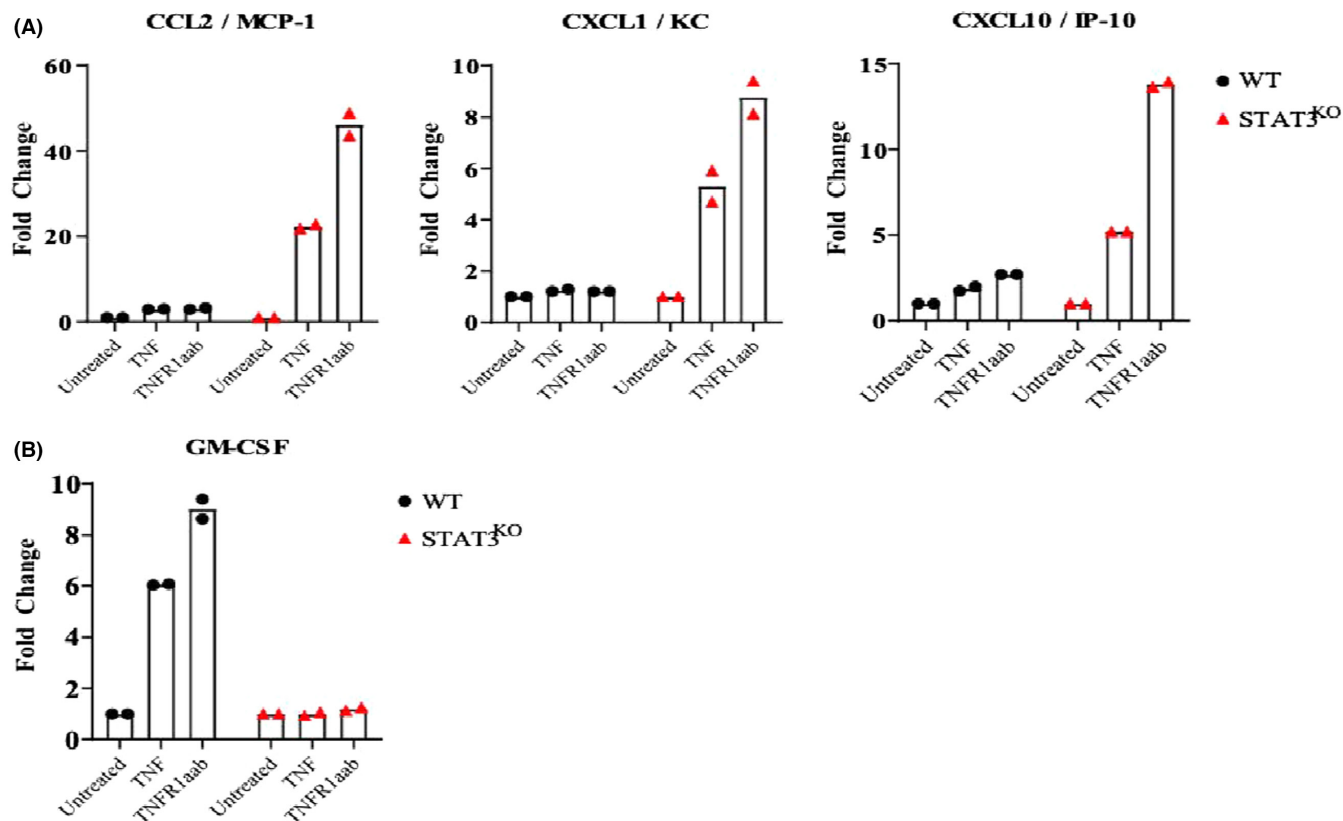 (A)
CCL2 / MCP-1
Fold Change
60
40
20
0
Untreated
TNF
TNFR1aab
Untreated
TNF
TNFR1aab
CXCL1 / KC
Fold Change
10
8
6
4
2
0
Untreated
TNF
TNFR1aab
Untreated
TNF
TNFR1aab
CXCL10 / IP-10
Fold Change
15
10
5
0
Untreated
TNF
TNFR1aab
Untreated
TNF
TNFR1aab
WT
STAT3KO
(B)
GM-CSF
Fold Change
10
8
6
4
2
0
Untreated
TNF
TNFR1aab
Untreated
TNF
TNFR1aab
WT
STAT3KO